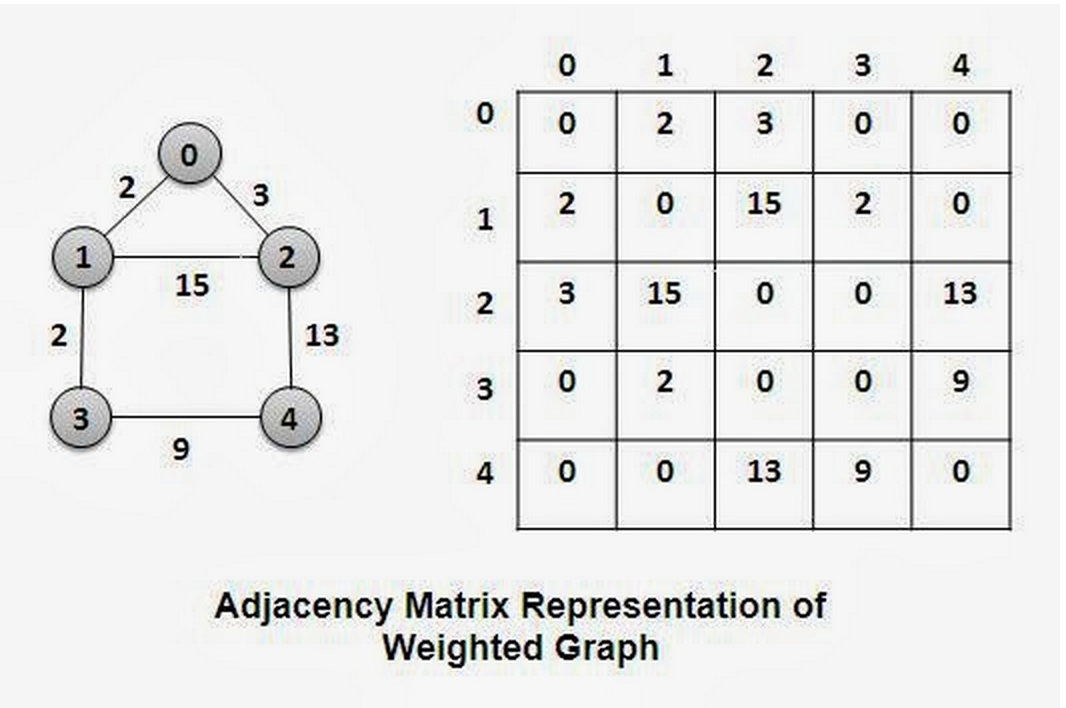 0
2 3
1 2
15
2 13
3 4
9
0 1 2 3 4
0 0 2 3 0 0
1 2 0 15 2 0
2 3 15 0 0 13
3 0 2 0 0 9
4 0 0 13 9 0
Adjacency Matrix Representation of
Weighted Graph